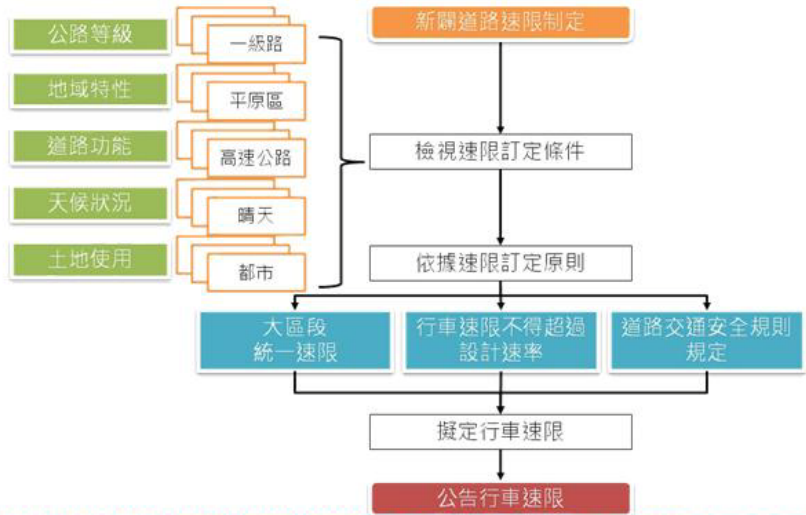 新闢道路速限制定
公路等級
一級路
地域特性
平原區
道路功能
高速公路
檢視速限訂定條件
天候狀況
晴天
土地使用
都市
依據速限訂定原則
大區段
統一速限
行車速限不得超過
設計速率
道路交通安全規則
規定
擬定行車速限
公告行車速限